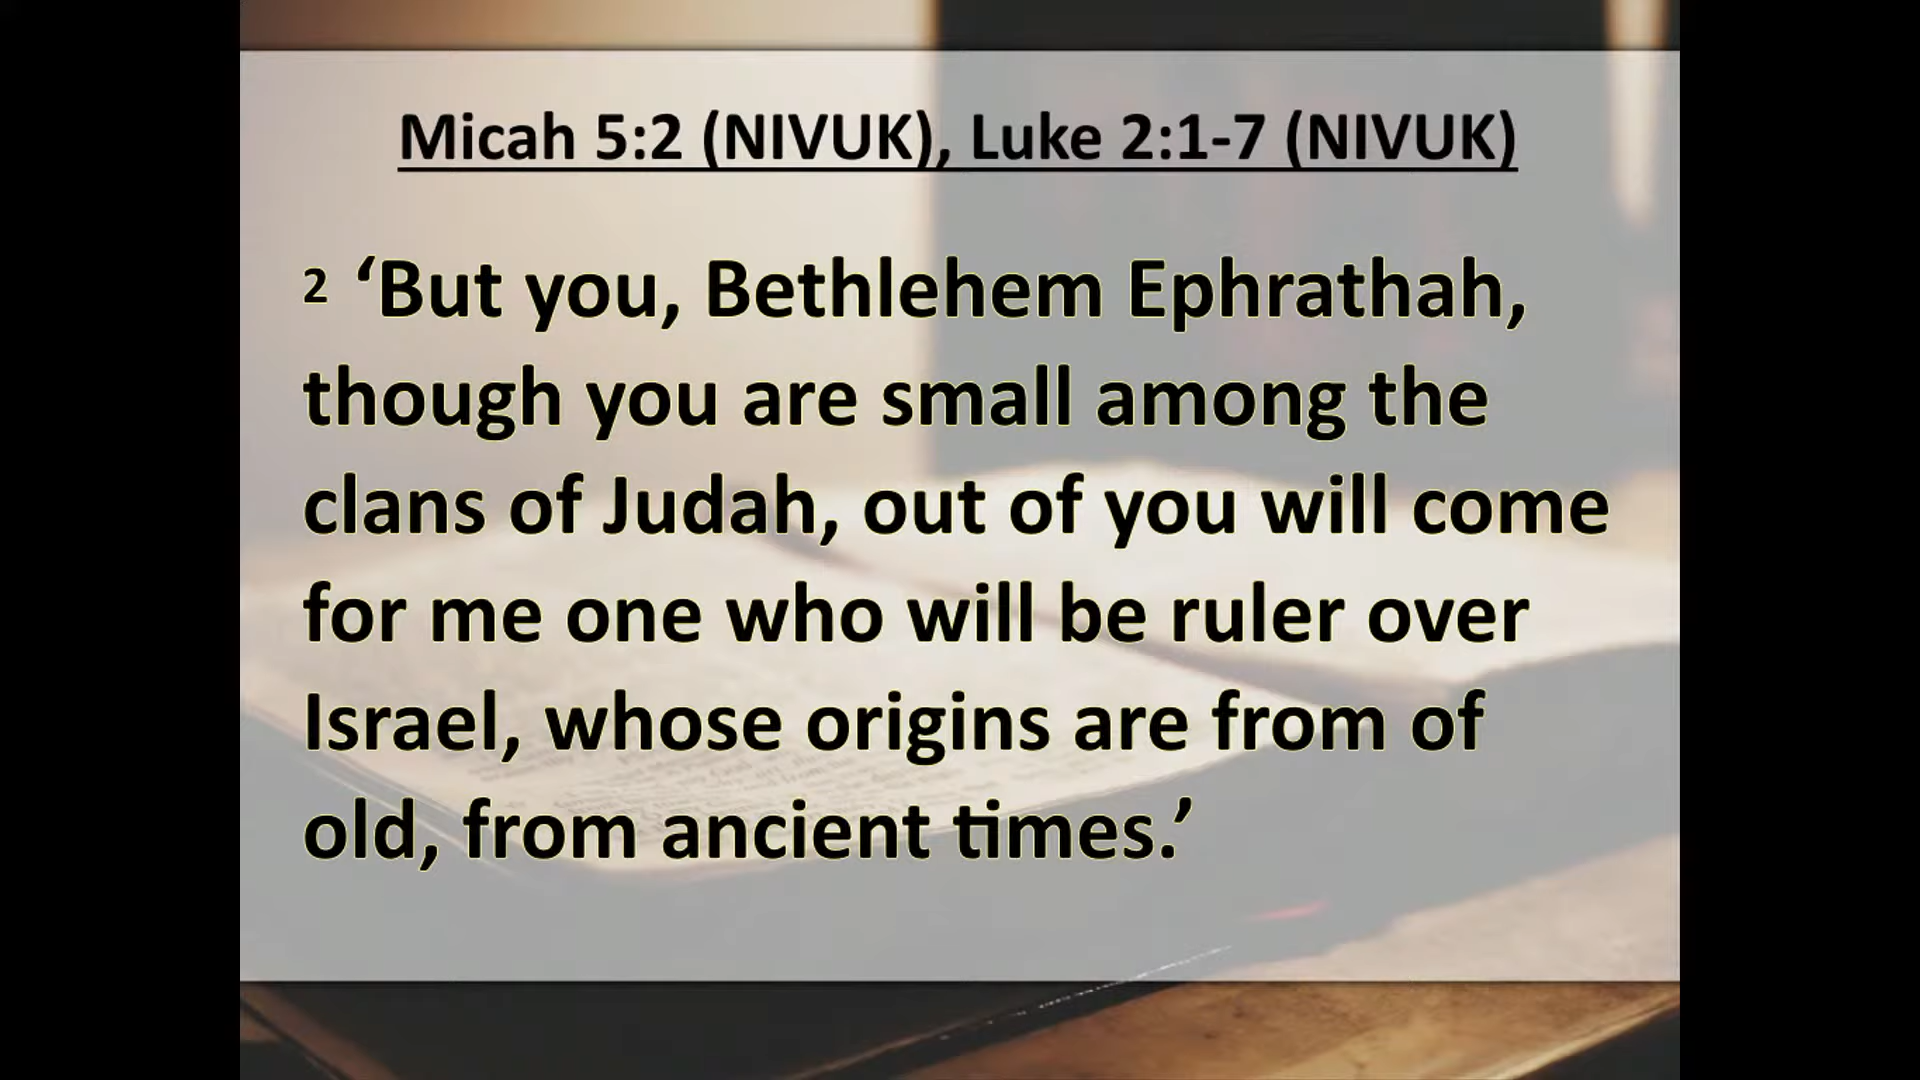 Micah 5:2 (NIVUK), Luke 2:1-7 (NIVUK)
2 ‘But you, Bethlehem Ephrathah,
though you are small among the
clans of Judah, out of you will come
for me one who will be ruler over
Israel, whose origins are from of
old, from ancient times.’